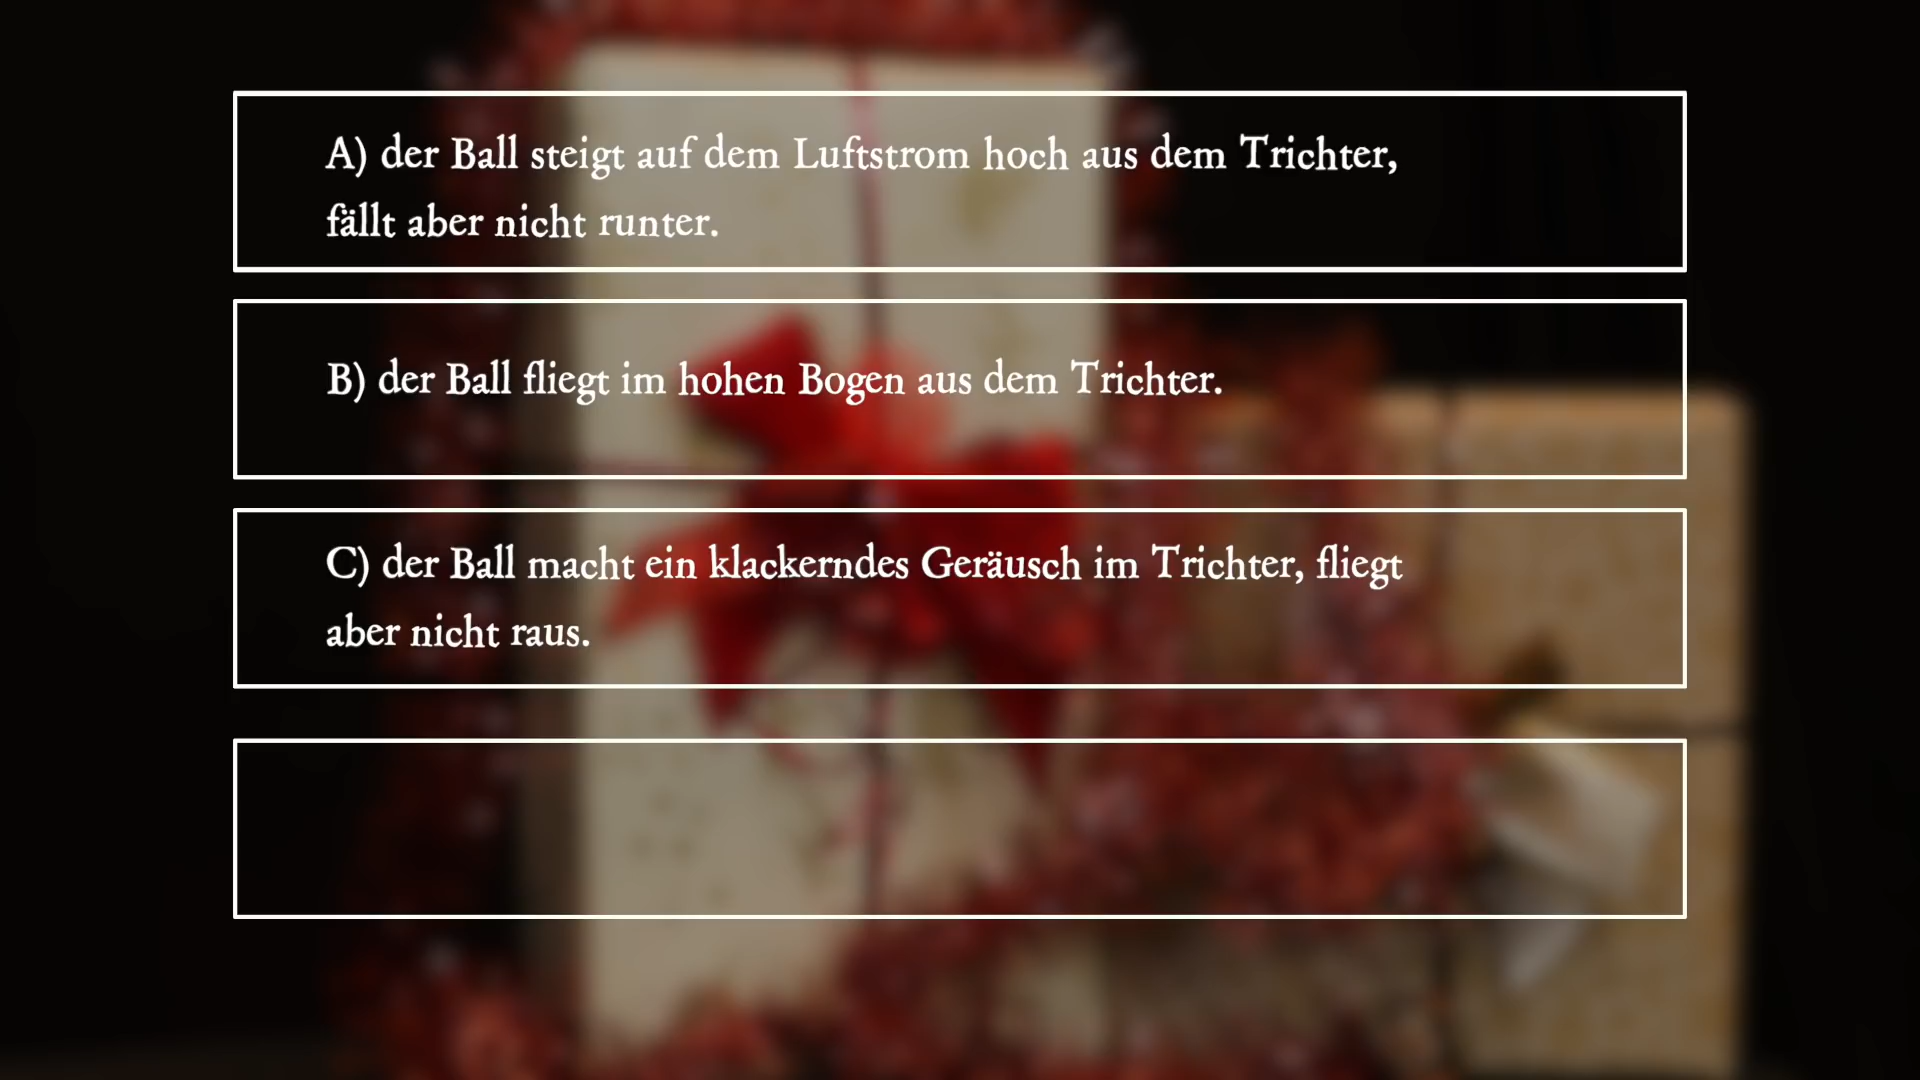 A) der Ball steigt auf dem Luftstrom hoch aus dem Trichter,
fällt aber nicht runter.
B) der Ball fliegt im hohen Bogen aus dem Trichter.
C) der Ball macht ein klackerndes Geräusch im Trichter, fliegt
aber nicht raus.